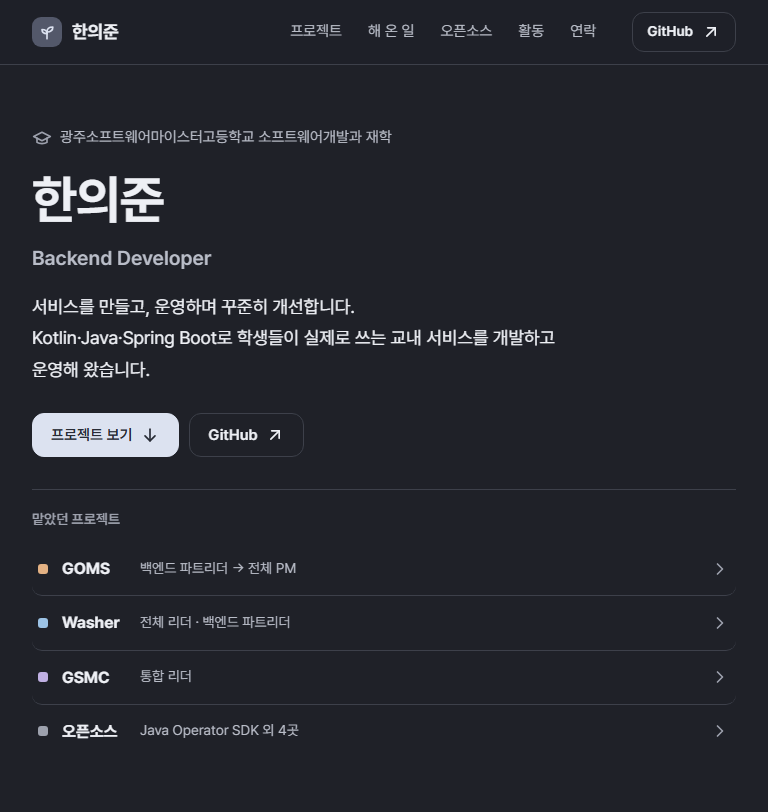 한의준
프로젝트 해 온 일 오픈소스 활동 연락 GitHub
광주소프트웨어마이스터고등학교 소프트웨어개발과 재학
한의준
Backend Developer
서비스를 만들고, 운영하며 꾸준히 개선합니다.
Kotlin·Java·Spring Boot로 학생들이 실제로 쓰는 교내 서비스를 개발하고
운영해 왔습니다.
프로젝트 보기 ↓ GitHub ↗
맡았던 프로젝트
GOMS 백엔드 파트리더 → 전체 PM
Washer 전체 리더 · 백엔드 파트리더
GSMC 통합 리더
오픈소스 Java Operator SDK 외 4곳